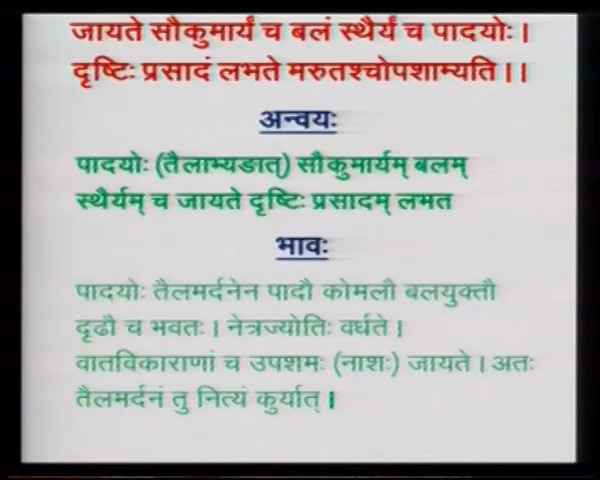 जायते सौकुमार्यं च बलं स्थैर्यं च पादयोः ।
दृष्टिः प्रसादं लभते मरुतश्चोपशाम्यति ।।
अन्वयः
पादयोः (तैलाभ्यङात्) सौकुमार्यम् बलम्
स्थैर्यम् च जायते दृष्टिः प्रसादम् लभत
भावः
पादयोः तैलमर्दनेन पादौ कोमलौ बलयुक्तौ
दृढौ च भवतः । नेत्रज्योतिः वर्धते ।
वातविकाराणां च उपशमः (नाशः) जायते । अतः
तैलमर्दनं तु नित्यं कुर्यात् ।